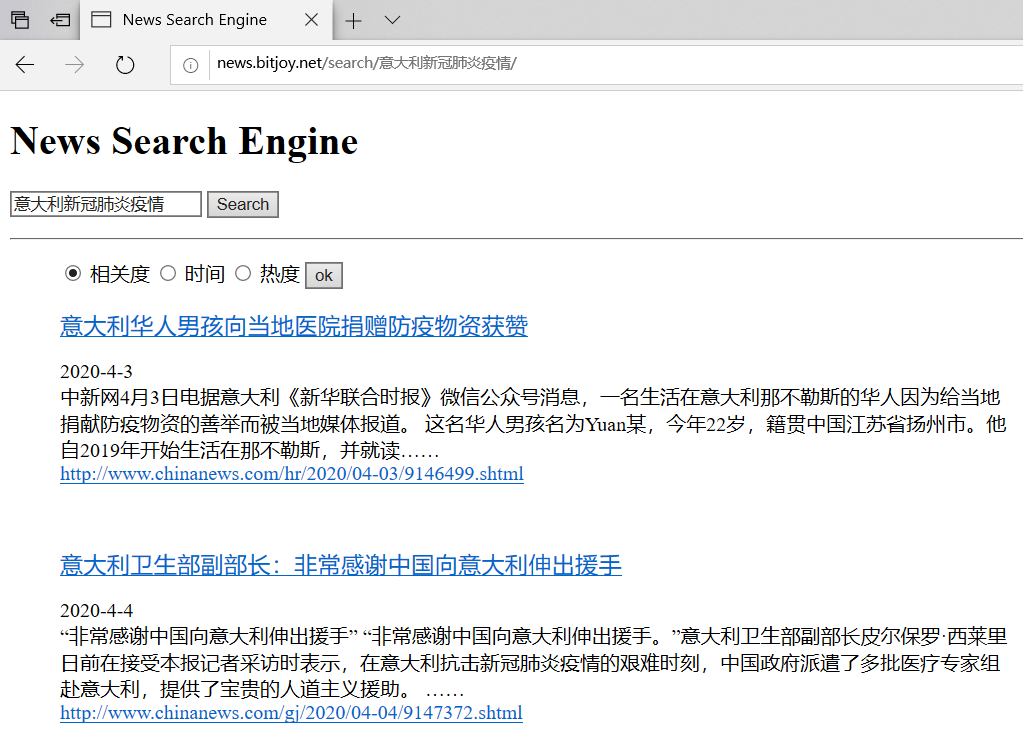 News Search Engine
news.bitjoy.net/search/意大利新冠肺炎疫情/
News Search Engine
意大利新冠肺炎疫情 Search
相关度 时间 热度 ok
意大利华人男孩向当地医院捐赠防疫物资获赞
2020-4-3
中新网4月3日电据意大利《新华联合时报》微信公众号消息，一名生活在意大利那不勒斯的华人因为给当地
捐献防疫物资的善举而被当地媒体报道。 这名华人男孩名为Yuan某，今年22岁，籍贯中国江苏省扬州市。他
自2019年开始生活在那不勒斯，并就读……
http://www.chinanews.com/hr/2020/04-03/9146499.shtml
意大利卫生部副部长：非常感谢中国向意大利伸出援手
2020-4-4
“非常感谢中国向意大利伸出援手” “非常感谢中国向意大利伸出援手。”意大利卫生部副部长皮尔保罗·西莱里
日前在接受本报记者采访时表示，在意大利抗击新冠肺炎疫情的艰难时刻，中国政府派遣了多批医疗专家组
赴意大利，提供了宝贵的人道主义援助。 ……
http://www.chinanews.com/gj/2020/04-04/9147372.shtml